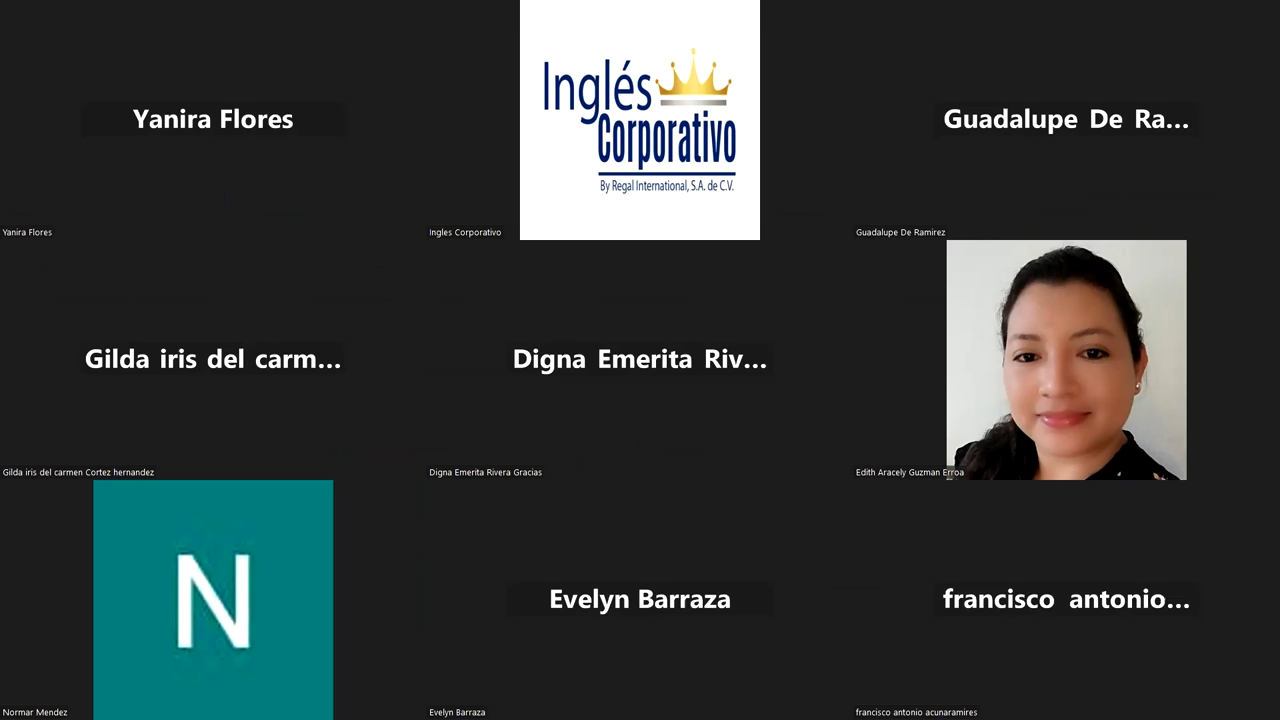 Yanira Flores
Inglés
Corporativo
By Regal International, S.A. de C.V.
Guadalupe De Ra...
Yanira Flores
Ingles Corporativo
Guadalupe De Ramirez
Gilda iris del carm...
Digna Emerita Riv...
Gilda iris del carmen Cortez hernandez
Digna Emerita Rivera Gracias
Edith Aracely Guzman Erroa
N
Evelyn Barraza
francisco antonio...
Normar Mendez
Evelyn Barraza
francisco antonio acunaramires